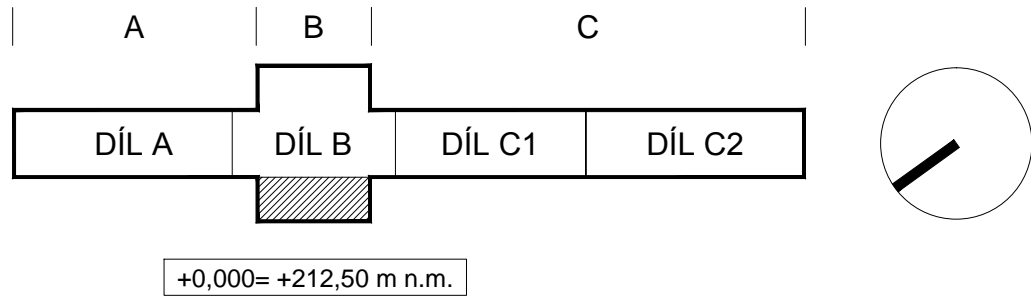 A B C
DÍL A DÍL B DÍL C1 DÍL C2
+0,000= +212,50 m n.m.